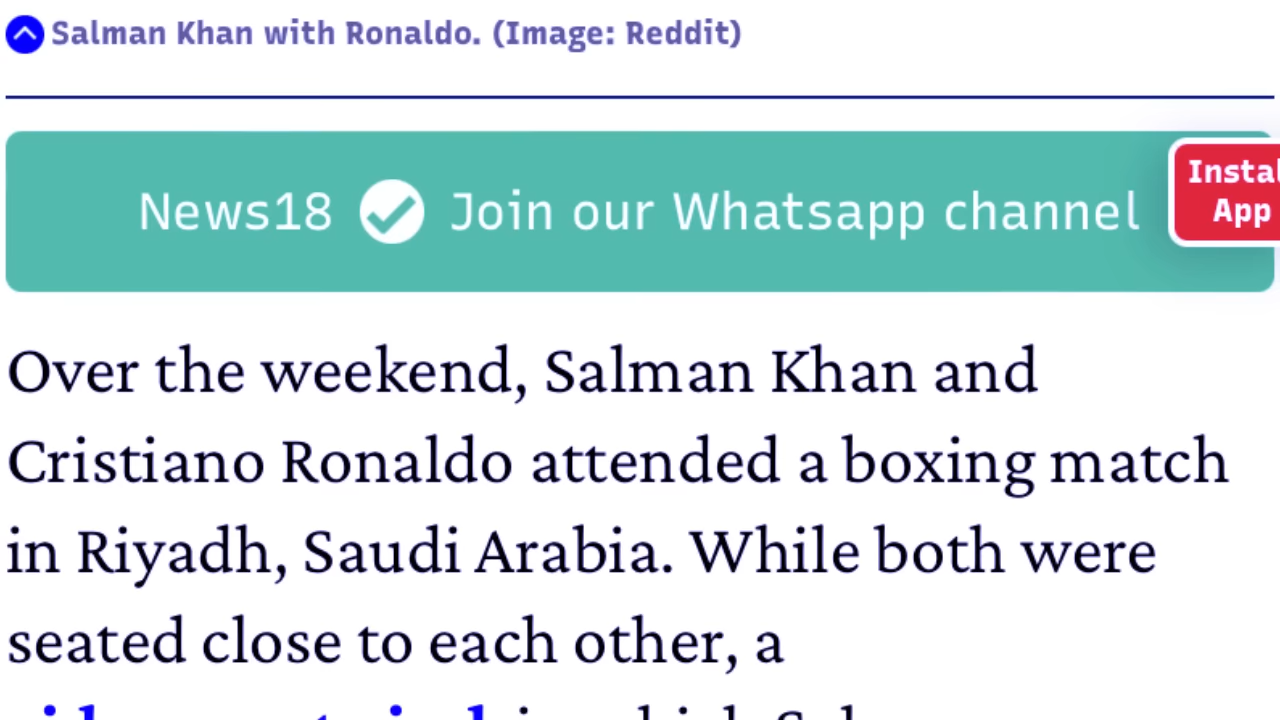 Salman Khan with Ronaldo. (Image: Reddit)
News18 Join our Whatsapp channel
App
Over the weekend, Salman Khan and
Cristiano Ronaldo attended a boxing match
in Riyadh, Saudi Arabia. While both were
seated close to each other, a